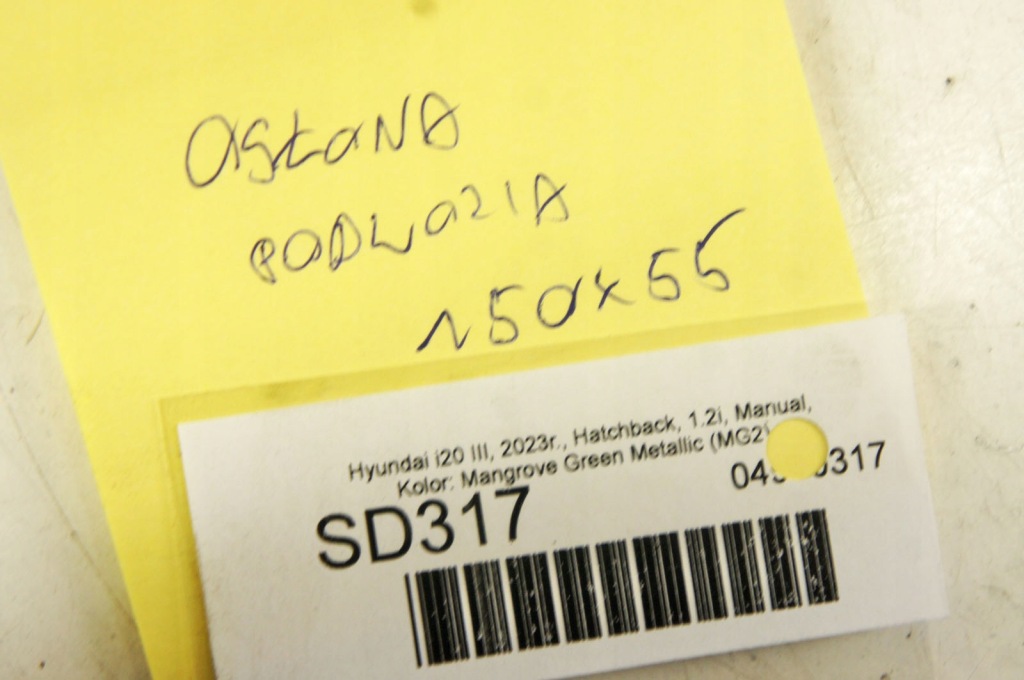 OSŁONA
PODWOZIA
150x55
Hyundai i20 III, 2023r., Hatchback, 1.2i, Manual,
Kolor: Mangrove Green Metallic (MG2)
SD317